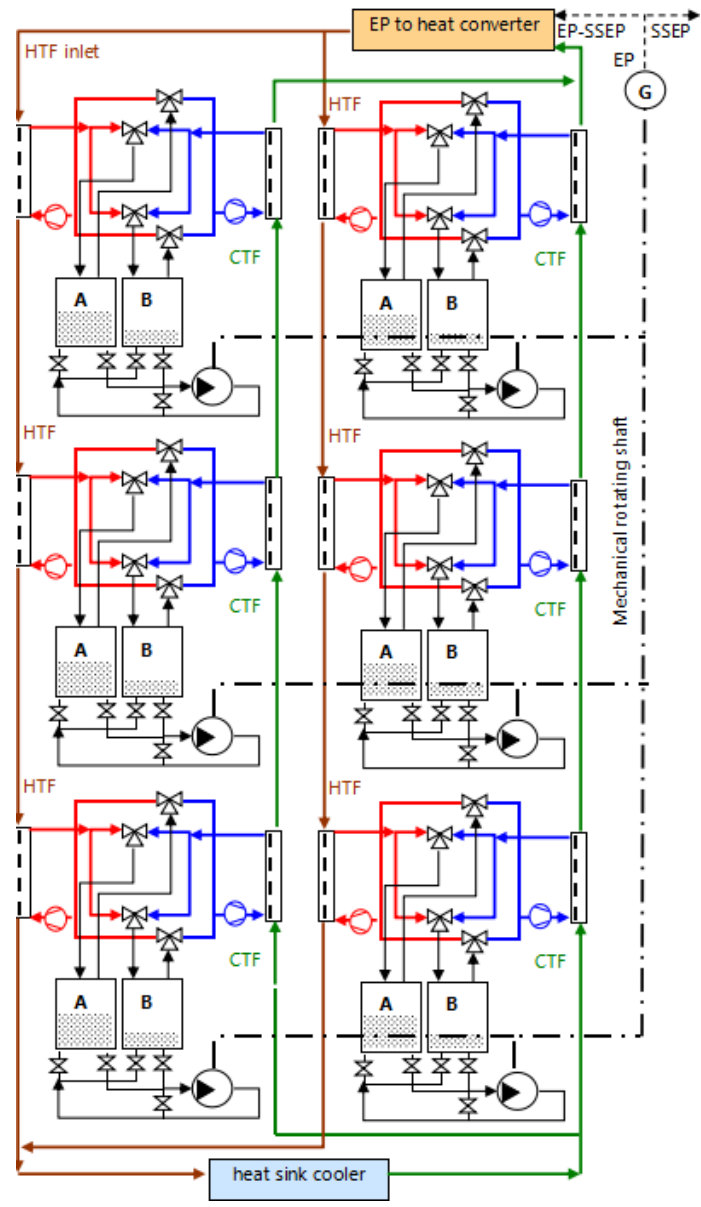 EP to heat converter
EP-SSEP
SSEP
HTF inlet
EP
G
HTF
CTF
CTF
A
B
A
B
HTF
HTF
Mechanical rotating shaft
CTF
CTF
A
B
A
B
HTF
HTF
CTF
CTF
A
B
A
B
heat sink cooler